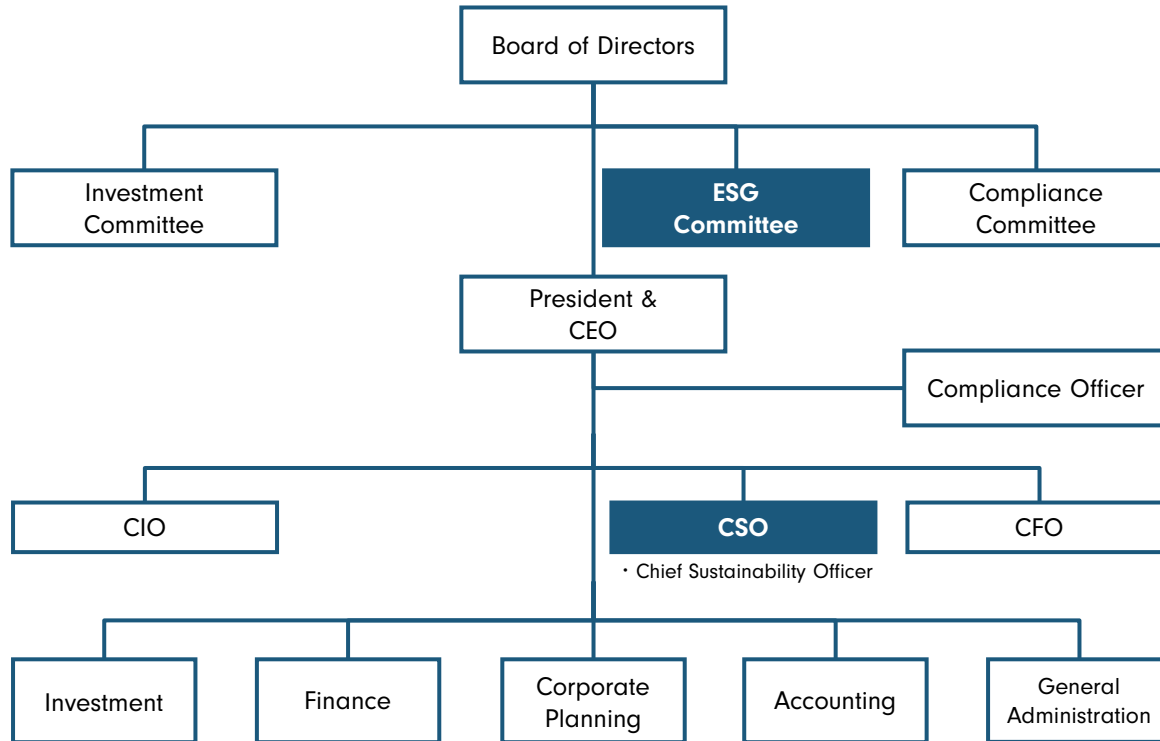 Board of Directors
Investment
Committee
ESG
Committee
Compliance
Committee
President &
CEO
Compliance Officer
CIO
CSO
CFO
・Chief Sustainability Officer
Investment
Finance
Corporate
Planning
Accounting
General
Administration